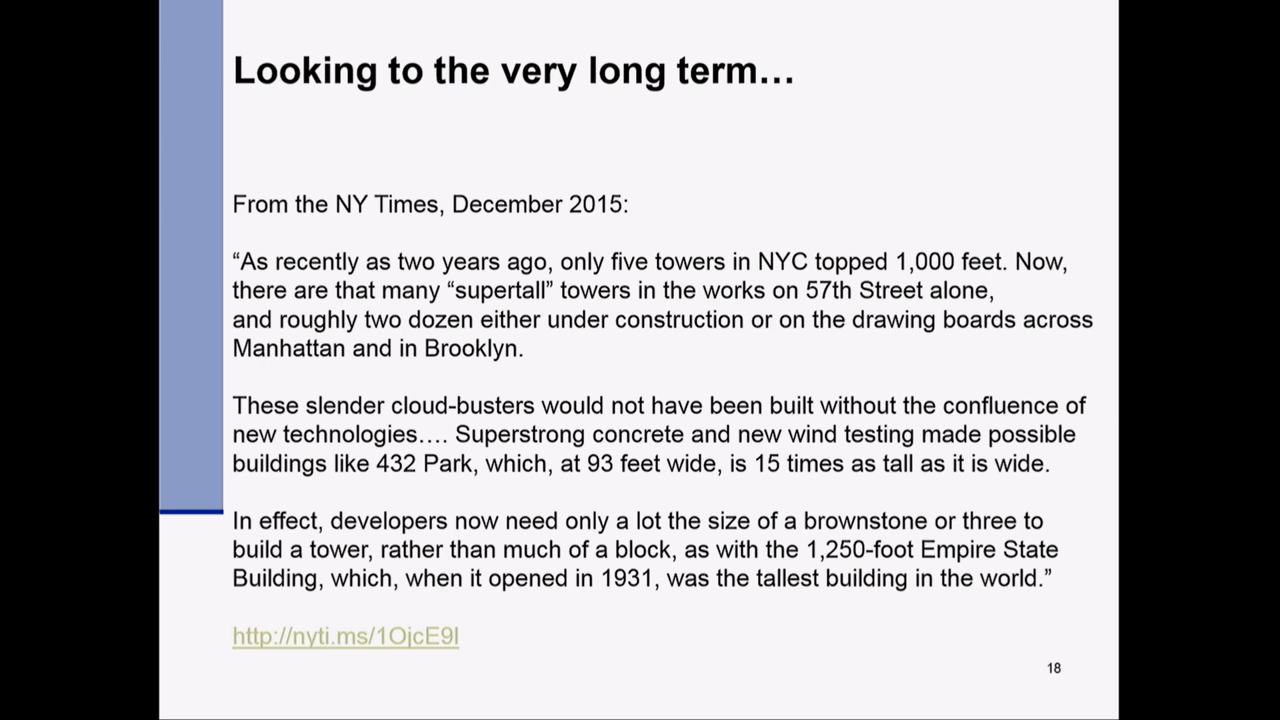 Looking to the very long term…
From the NY Times, December 2015:
“As recently as two years ago, only five towers in NYC topped 1,000 feet. Now,
there are that many “supertall” towers in the works on 57th Street alone,
and roughly two dozen either under construction or on the drawing boards across
Manhattan and in Brooklyn.
These slender cloud-busters would not have been built without the confluence of
new technologies…. Superstrong concrete and new wind testing made possible
buildings like 432 Park, which, at 93 feet wide, is 15 times as tall as it is wide.
In effect, developers now need only a lot the size of a brownstone or three to
build a tower, rather than much of a block, as with the 1,250-foot Empire State
Building, which, when it opened in 1931, was the tallest building in the world.”
http://nyti.ms/1OjcE9I
18